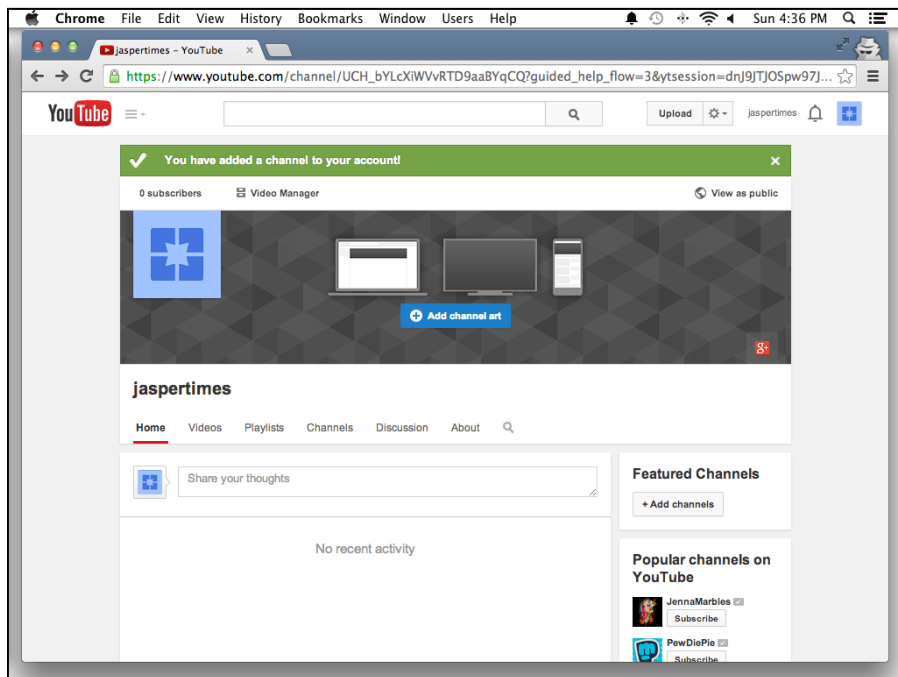 Chrome File Edit View History Bookmarks Window Users Help Sun 4:36 PM
jaspertimes - YouTube
https://www.youtube.com/channel/UCH_bYLcXiWVvRTD9aaBYqCQ?guided_help_flow=3&ytsession=dnJ9JTJOSpw97J...
YouTube Upload jaspertimes
You have added a channel to your account!
0 subscribers Video Manager View as public
Add channel art
g+
jaspertimes
Home Videos Playlists Channels Discussion About
Share your thoughts
No recent activity
Featured Channels
+ Add channels
Popular channels on
YouTube
JennaMarbles
Subscribe
PewDiePie
Subscribe